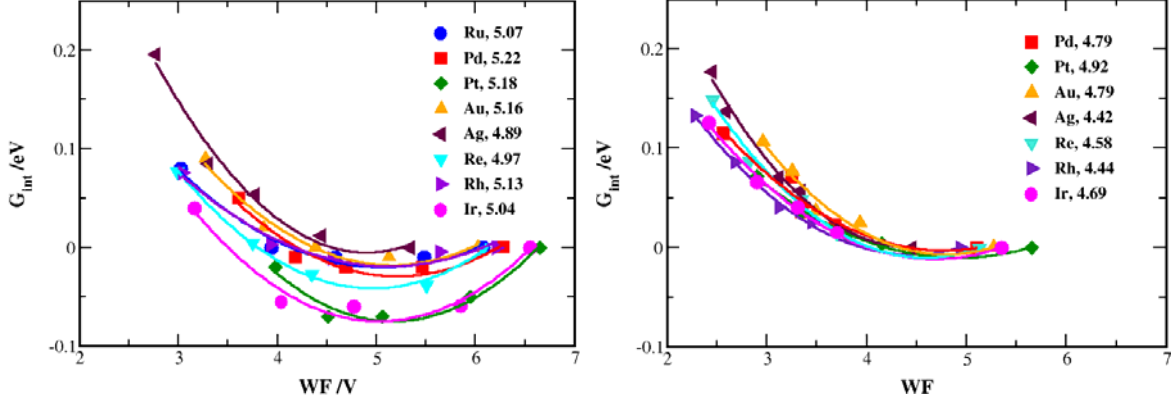 Ru, 5.07
Pd, 5.22
Pt, 5.18
Au, 5.16
Ag, 4.89
Re, 4.97
Rh, 5.13
Ir, 5.04
0.2
0.1
0
-0.1
G_int /eV
3
4
5
6
7
WF /V
Pd, 4.79
Pt, 4.92
Au, 4.79
Ag, 4.42
Re, 4.58
Rh, 4.44
Ir, 4.69
0.2
0.1
0
-0.1
G_int /eV
2
3
4
5
6
7
WF